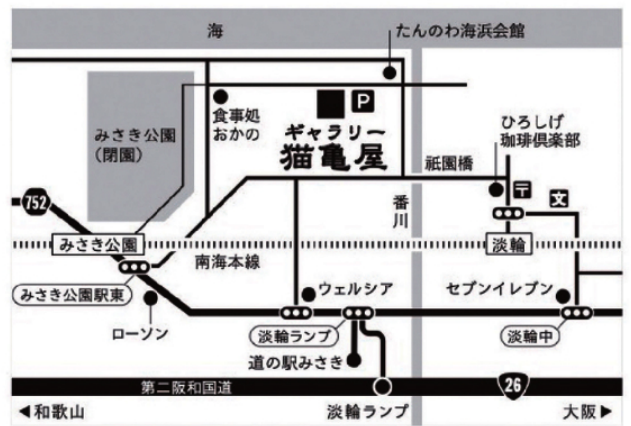 海
たんのわ海浜会館
食事処
おかの
P
ギャラリー
猫亀屋
みさき公園
(閉園)
ひろしげ
珈琲倶楽部
祇園橋
〒
文
752
番川
みさき公園
淡輪
南海本線
みさき公園駅東
ローソン
ウェルシア
セブンイレブン
淡輪ランプ
淡輪中
道の駅みさき
第二阪和国道
26
◀和歌山
淡輪ランプ
大阪▶